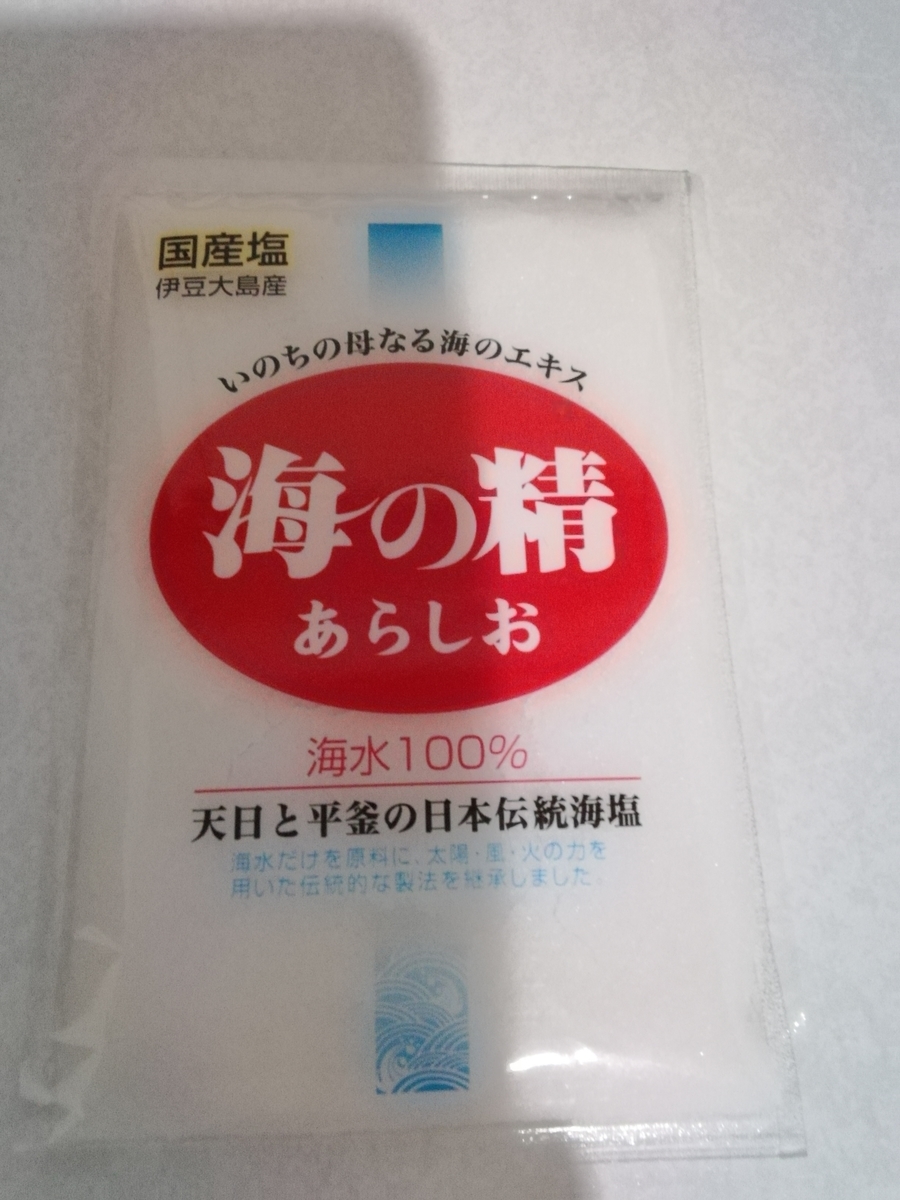 国産塩
伊豆大島産
いのちの母なる海のエキス
海の精
あらしお
海水100%
天日と平釜の日本伝統海塩
海水だけを原料に、太陽・風・火の力を
用いた伝統的な製法を継承しました。